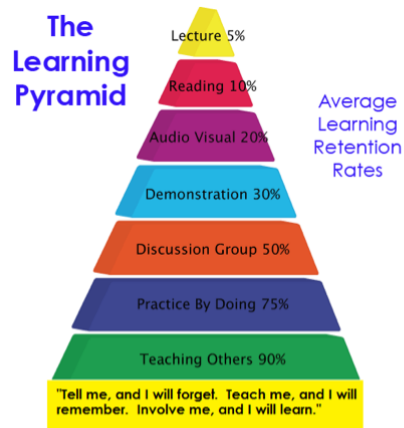 The
Learning
Pyramid
Lecture 5%
Reading 10%
Audio Visual 20%
Demonstration 30%
Discussion Group 50%
Practice By Doing 75%
Teaching Others 90%
Average
Learning
Retention
Rates
"Tell me, and I will forget. Teach me, and I will
remember. Involve me, and I will learn."